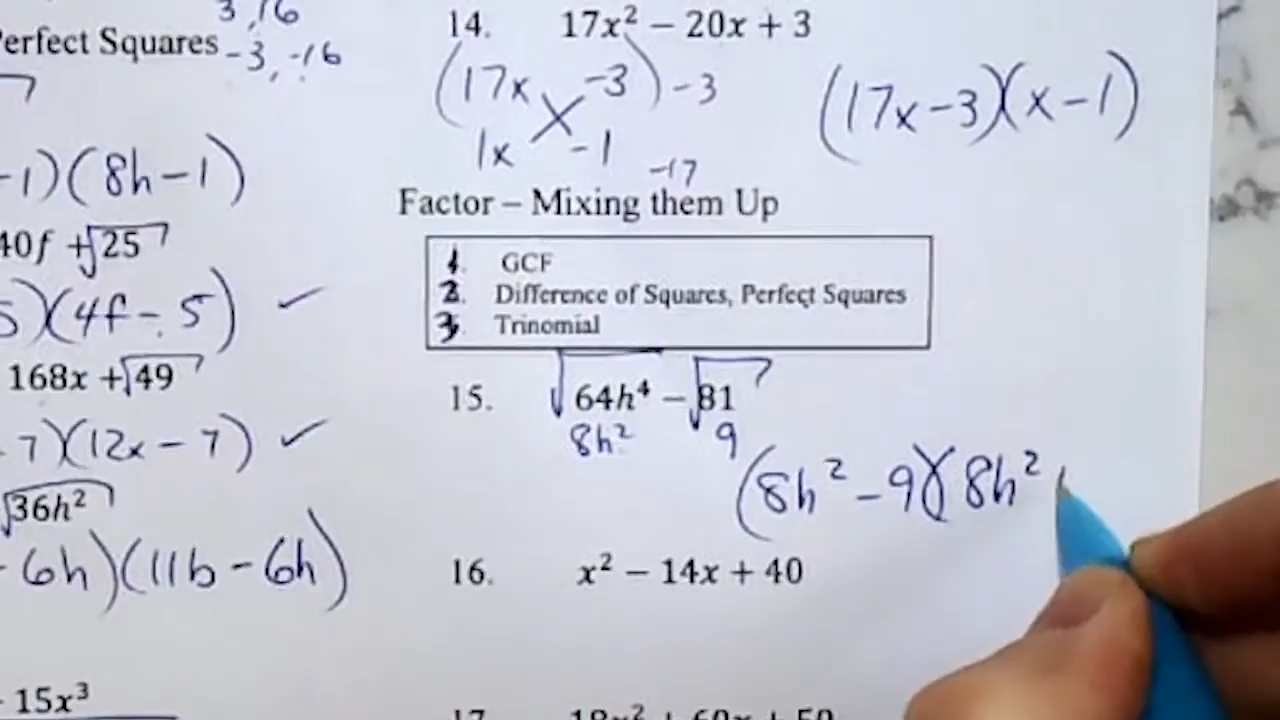 3,16
erfect Squares -3, -16
-1)(8h-1)
40f + √25
5)(4f - 5) ✓
168x + √49
7)(12x - 7) ✓
√36h²
- 6h)(11b - 6h)
15x³
14. 17x² − 20x + 3
(17x -3) -3 (17x-3)(x-1)
1x -1 -17
Factor – Mixing them Up
1. GCF
2. Difference of Squares, Perfect Squares
3. Trinomial
15. √64h⁴ − √81
8h² 9
(8h² - 9)(8h²
16. x² − 14x + 40
17.